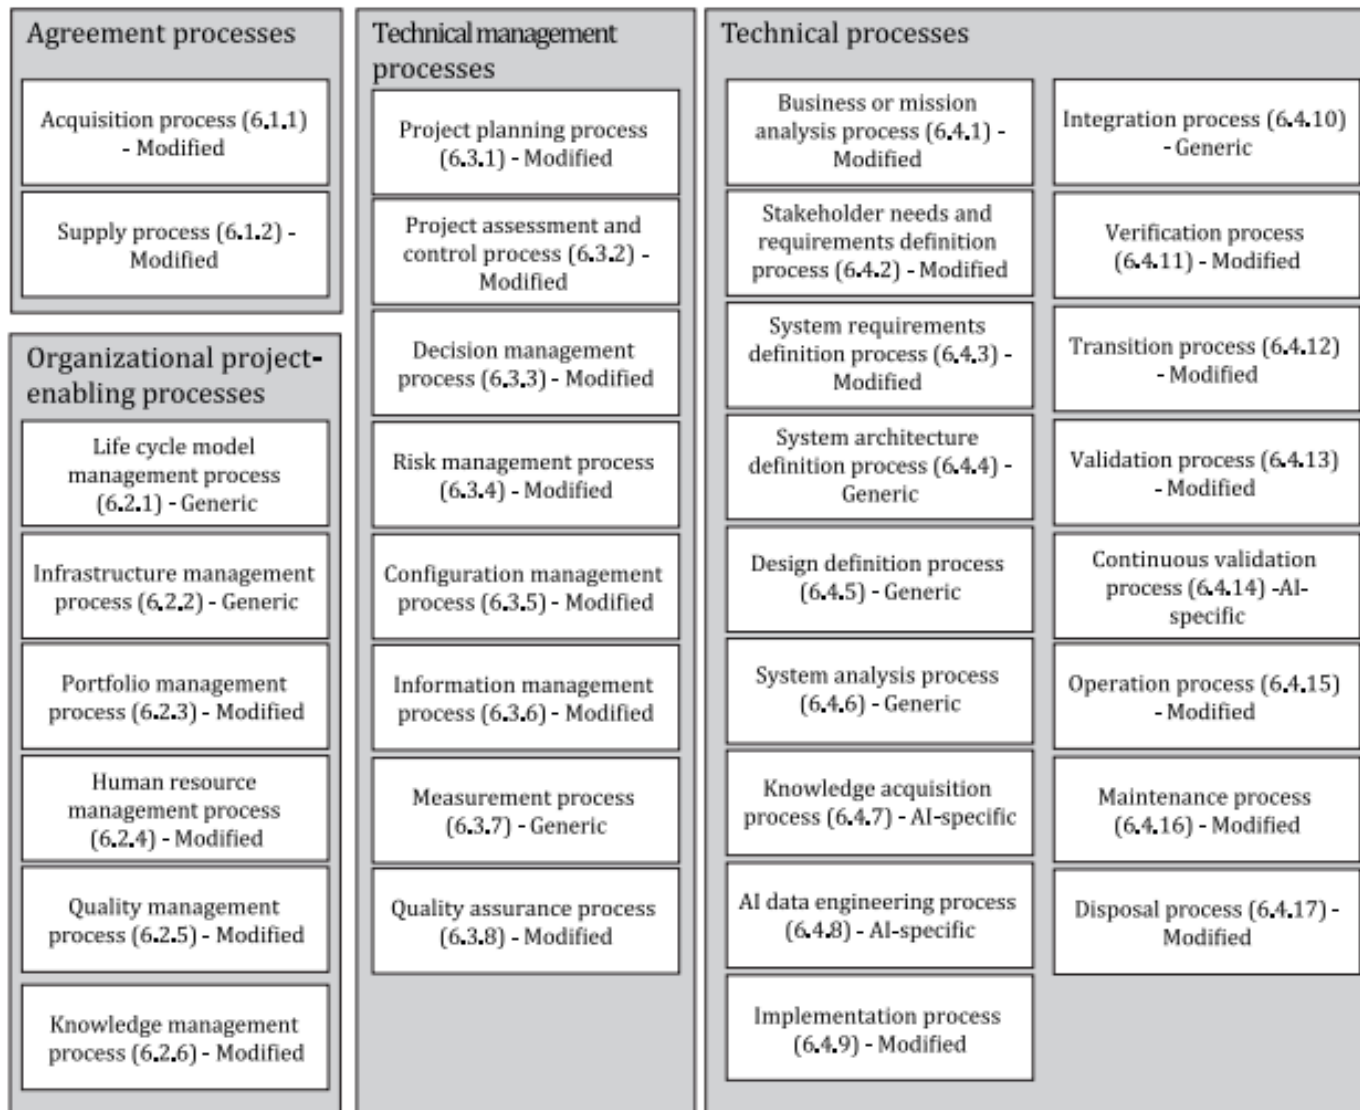 Agreement processes
Acquisition process (6.1.1)
- Modified
Supply process (6.1.2) -
Modified
Organizational project-
enabling processes
Life cycle model
management process
(6.2.1) - Generic
Infrastructure management
process (6.2.2) - Generic
Portfolio management
process (6.2.3) - Modified
Human resource
management process
(6.2.4) - Modified
Quality management
process (6.2.5) - Modified
Knowledge management
process (6.2.6) - Modified
Technical management
processes
Project planning process
(6.3.1) - Modified
Project assessment and
control process (6.3.2) -
Modified
Decision management
process (6.3.3) - Modified
Risk management process
(6.3.4) - Modified
Configuration management
process (6.3.5) - Modified
Information management
process (6.3.6) - Modified
Measurement process
(6.3.7) - Generic
Quality assurance process
(6.3.8) - Modified
Technical processes
Business or mission
analysis process (6.4.1) -
Modified
Stakeholder needs and
requirements definition
process (6.4.2) - Modified
System requirements
definition process (6.4.3) -
Modified
System architecture
definition process (6.4.4) -
Generic
Design definition process
(6.4.5) - Generic
System analysis process
(6.4.6) - Generic
Knowledge acquisition
process (6.4.7) - AI-specific
AI data engineering process
(6.4.8) - AI-specific
Implementation process
(6.4.9) - Modified
Integration process (6.4.10)
- Generic
Verification process
(6.4.11) - Modified
Transition process (6.4.12)
- Modified
Validation process (6.4.13)
- Modified
Continuous validation
process (6.4.14) -AI-
specific
Operation process (6.4.15)
- Modified
Maintenance process
(6.4.16) - Modified
Disposal process (6.4.17) -
Modified